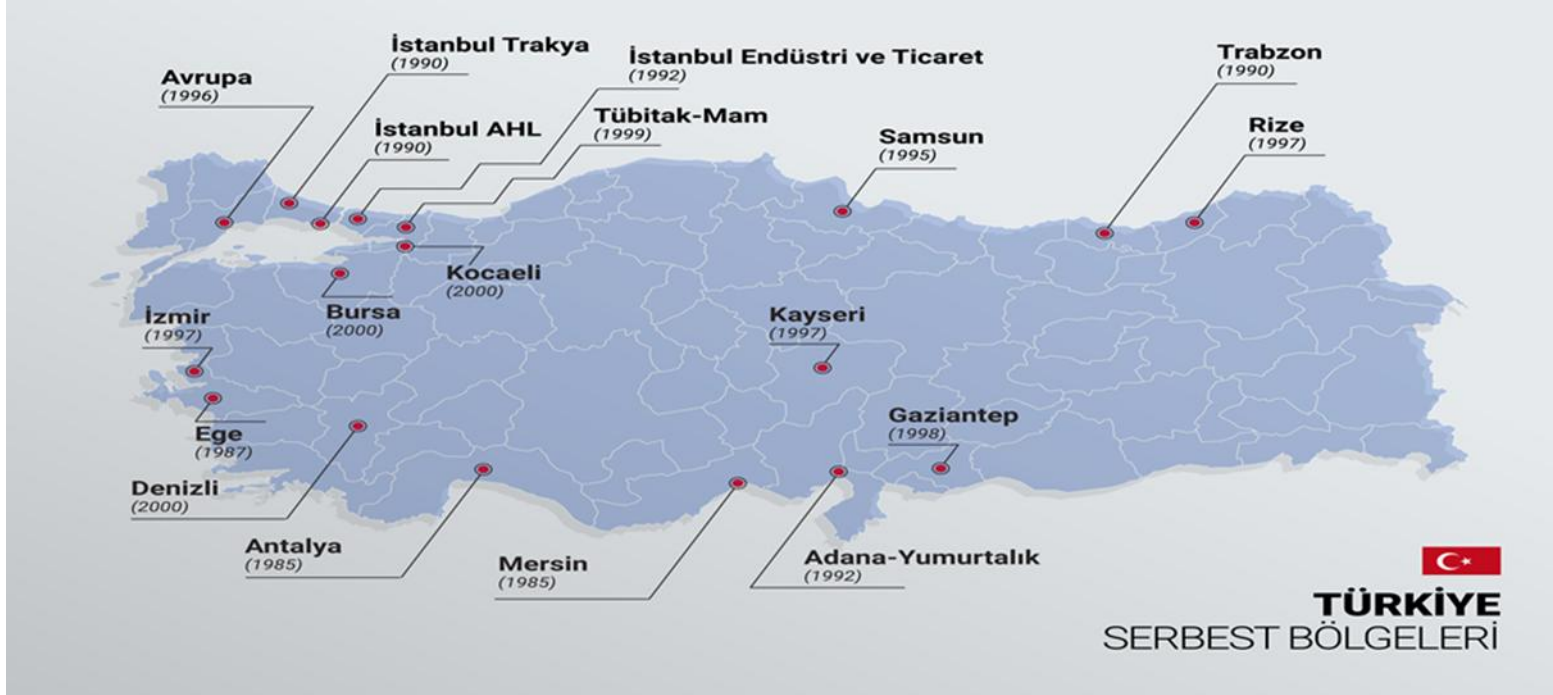 İstanbul Trakya
(1990)
İstanbul Endüstri ve Ticaret
(1992)
Trabzon
(1990)
Avrupa
(1996)
İstanbul AHL
(1990)
Tübitak-Mam
(1999)
Samsun
(1995)
Rize
(1997)
Kocaeli
(2000)
Bursa
(2000)
İzmir
(1997)
Kayseri
(1997)
Ege
(1987)
Gaziantep
(1998)
Denizli
(2000)
Antalya
(1985)
Mersin
(1985)
Adana-Yumurtalık
(1992)
TÜRKİYE
SERBEST BÖLGELERİ